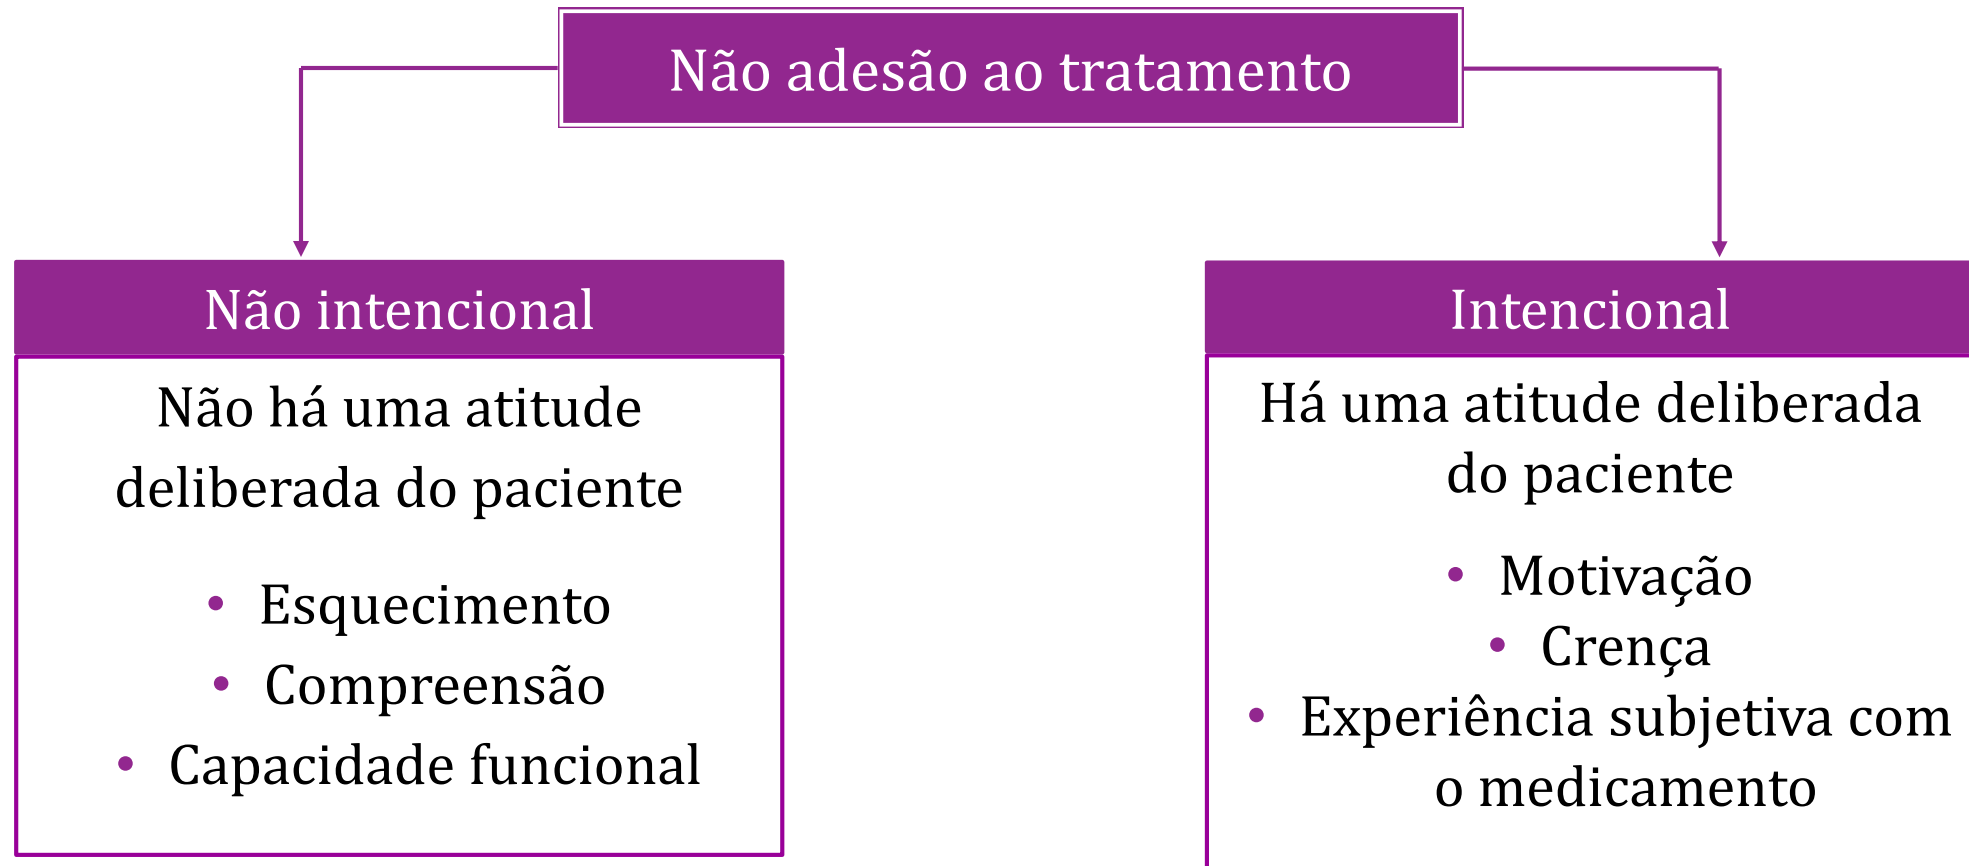 Não adesão ao tratamento
Não intencional
Não há uma atitude
deliberada do paciente
• Esquecimento
• Compreensão
• Capacidade funcional
Intencional
Há uma atitude deliberada
do paciente
• Motivação
• Crença
• Experiência subjetiva com
o medicamento